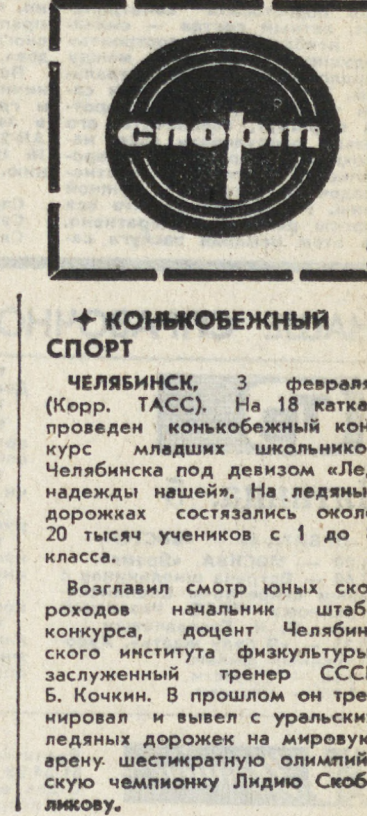 спорт
КОНЬКОБЕЖНЫЙ
СПОРТ
ЧЕЛЯБИНСК, 3 февраля
(Корр. ТАСС). На 18 катка
проведен конькобежный кон
курс младших школьнико
Челябинска под девизом «Ле
надежды нашей». На ледяны
дорожках состязались окол
20 тысяч учеников с 1 до
класса.
Возглавил смотр юных ско
роходов начальник штаб
конкурса, доцент Челябин
ского института физкультуры
заслуженный тренер ССС
Б. Кочкин. В прошлом он тре
нировал и вывел с уральски
ледяных дорожек на мировую
арену шестикратную олимпий
скую чемпионку Лидию Скоб
ликову.